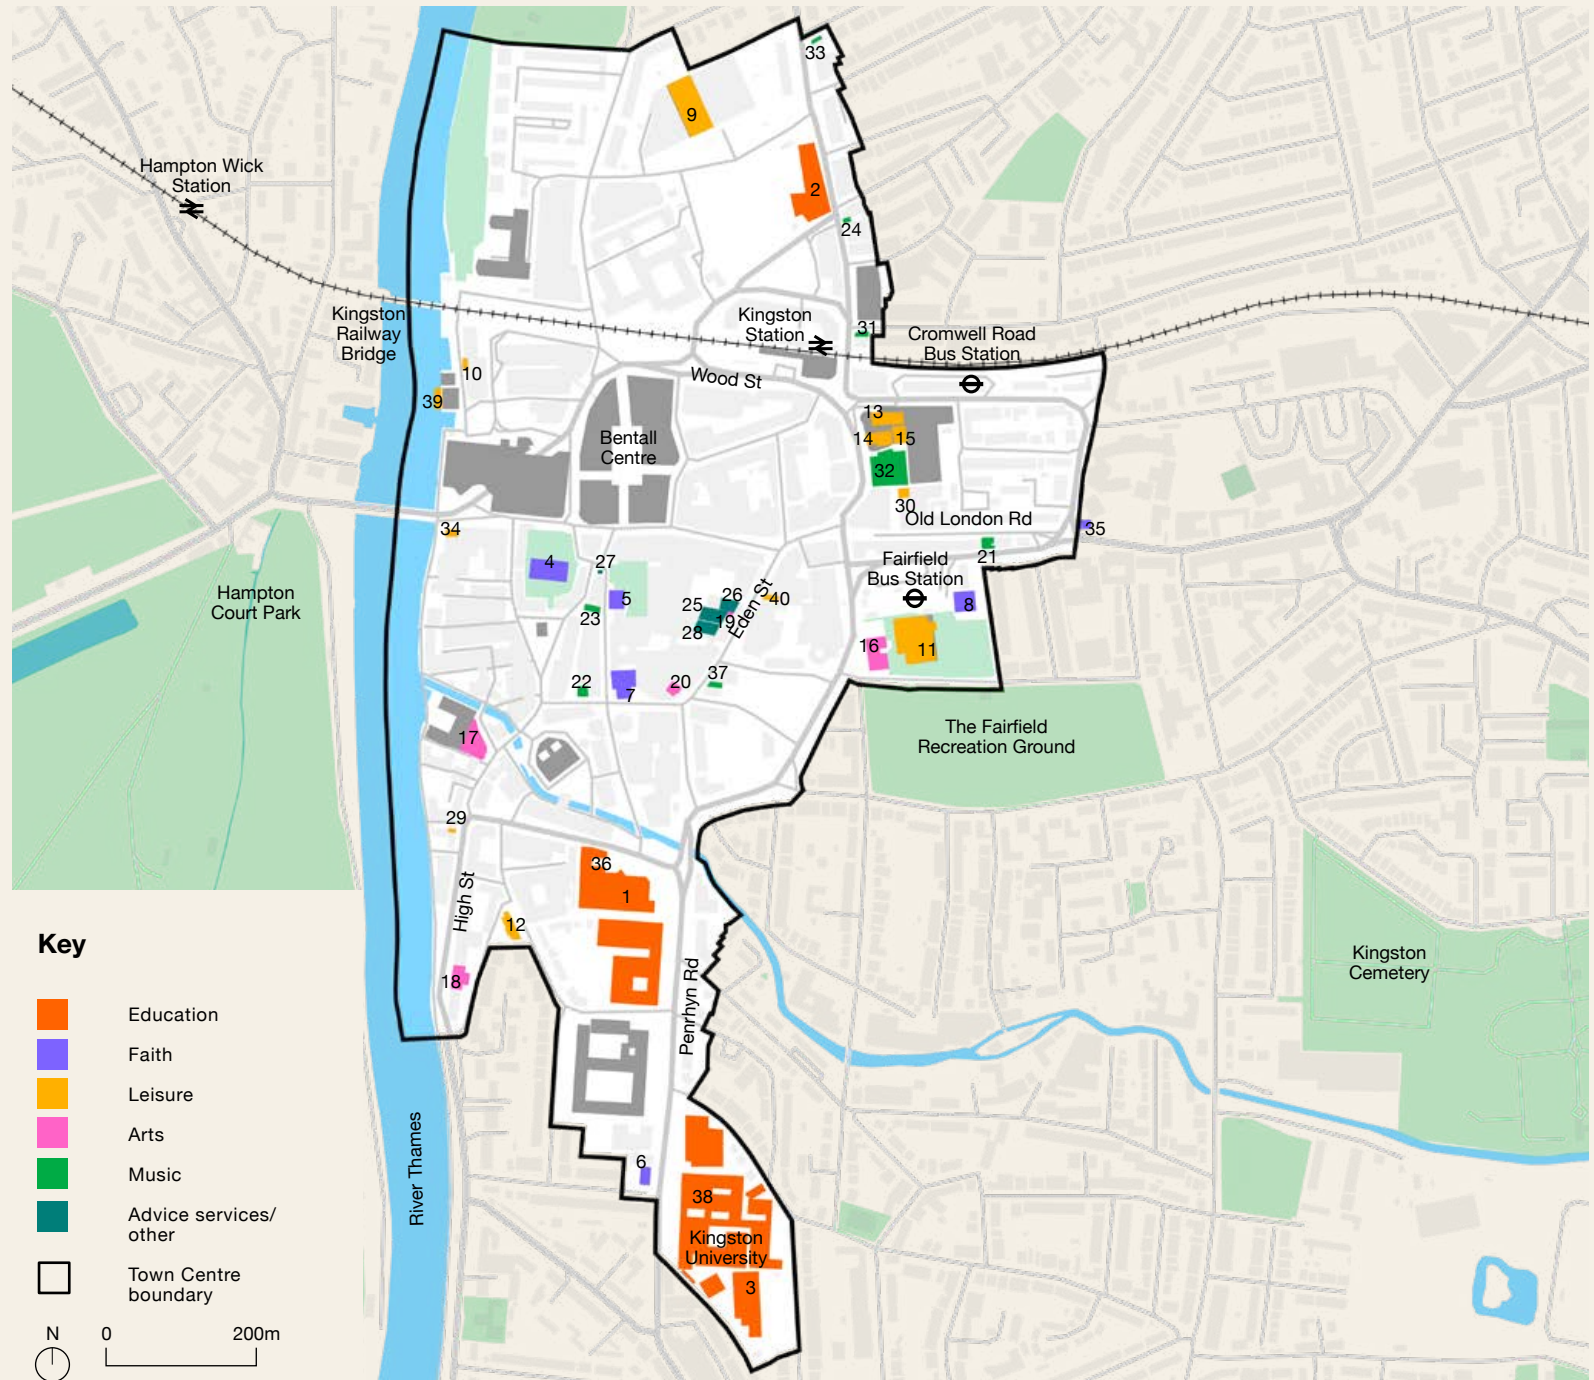 33
9
Hampton Wick
Station
2
24
Kingston
Railway
Bridge
Kingston
Station
31
Cromwell Road
Bus Station
10
Wood St
39
13
14
15
Bentall
Centre
32
30
Old London Rd
34
35
21
4
27
Fairfield
Bus Station
Hampton
Court Park
5
25
26
40
8
23
28
19
Eden St
16
11
22
7
20
37
17
The Fairfield
Recreation Ground
29
36
1
High St
12
Key
Kingston
Cemetery
18
Penrhyn Rd
Education
Faith
Leisure
Arts
Music
Advice services/
other
Town Centre
boundary
River Thames
6
38
Kingston
University
3
N
0
200m